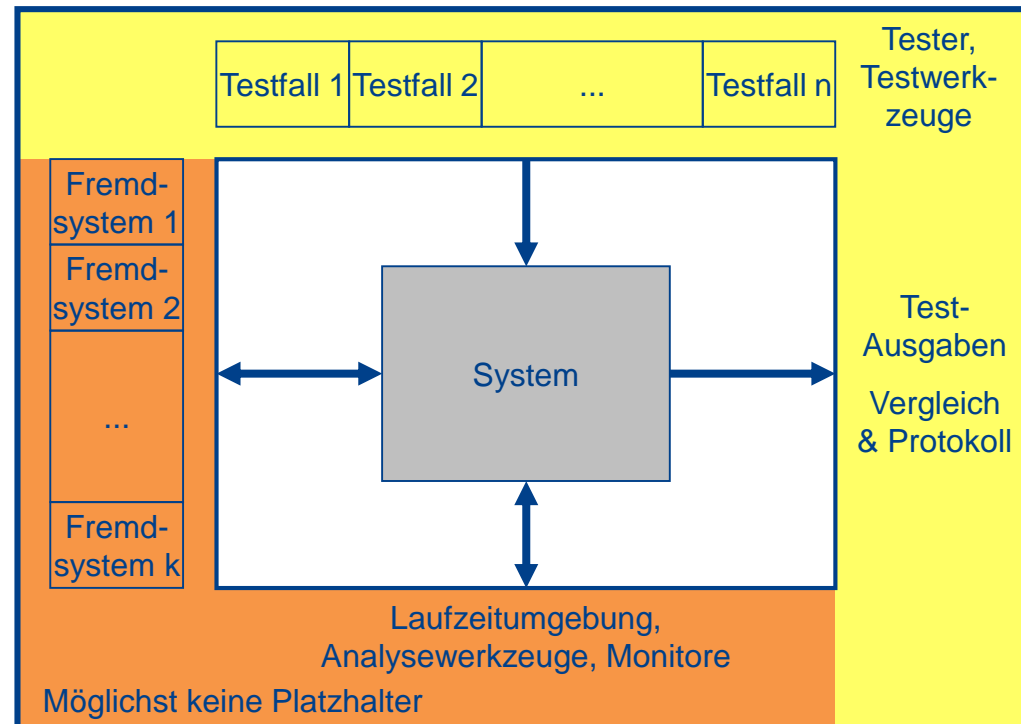 Testfall 1 Testfall 2 ... Testfall n
Tester,
Testwerk-
zeuge
Fremd-
system 1
Fremd-
system 2
...
Fremd-
system k
System
Test-
Ausgaben
Vergleich
& Protokoll
Laufzeitumgebung,
Analysewerkzeuge, Monitore
Möglichst keine Platzhalter